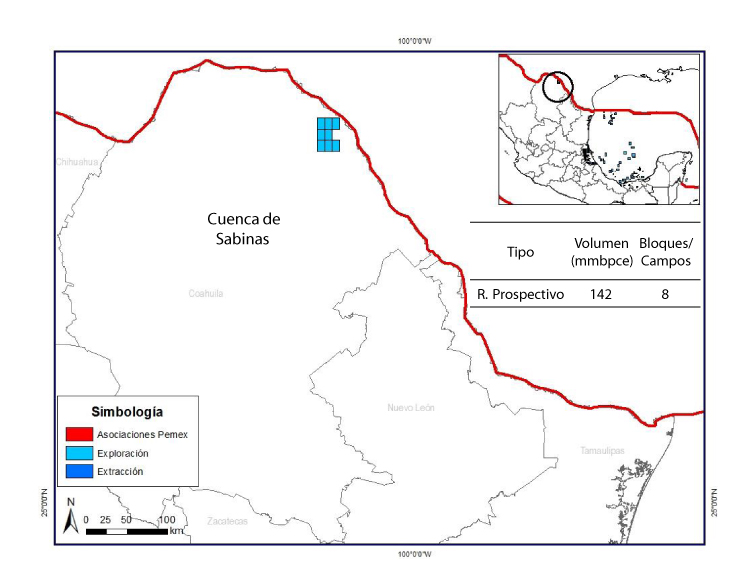 100°0'0"W
Chihuahua
Cuenca de
Sabinas
Tipo
Volumen
(mmbpce)
Bloques/
Campos
R. Prospectivo
142
8
Coahuila
Nuevo León
Tamaulipas
Zacatecas
Simbología
Asociaciones Pemex
Exploración
Extracción
N
0 25 50 100
km
25°0'0"N
25°0'0"N
100°0'0"W